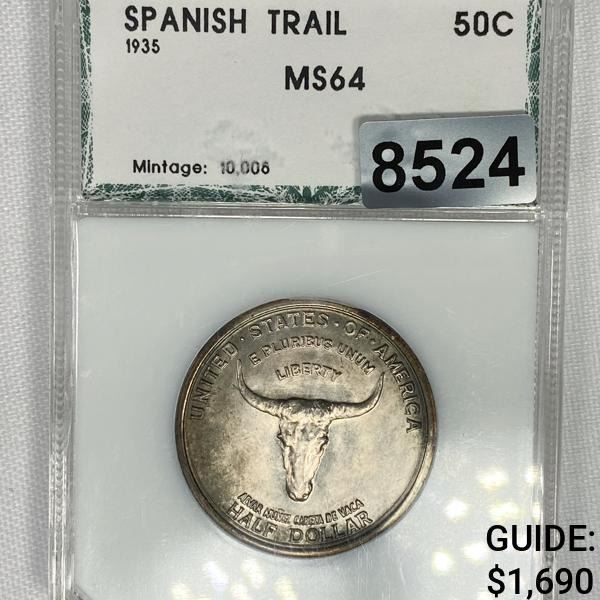 SPANISH TRAIL 50C
1935
MS64
Mintage: 10,008
8524
UNITED · STATES · OF · AMERICA
E PLURIBUS UNUM
LIBERTY
ALVAR NUÑEZ CABEZA DE VACA
HALF DOLLAR
GUIDE:
$1,690